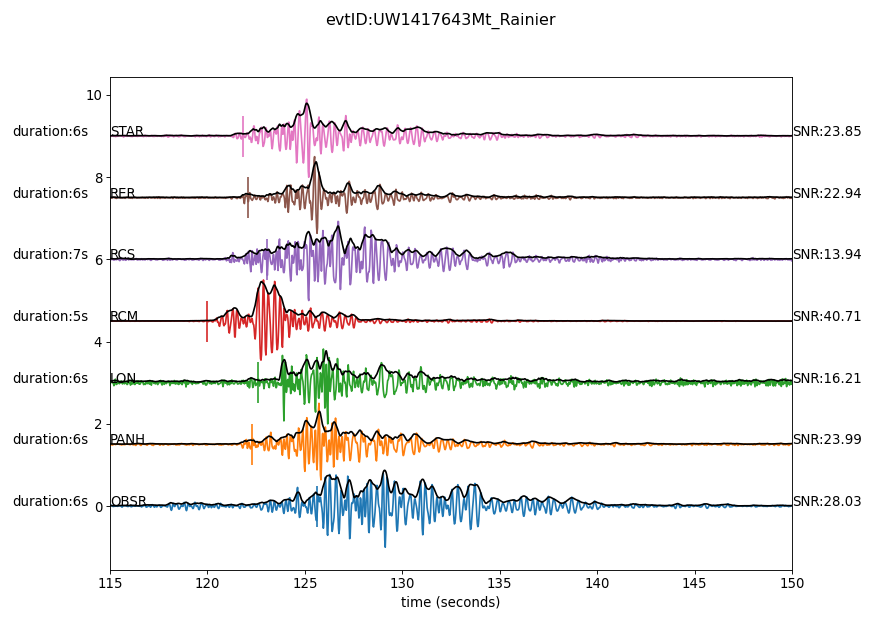 evtID:UW1417643Mt_Rainier
10
duration:6s STAR SNR:23.85
8
duration:6s RER SNR:22.94
duration:7s RCS SNR:13.94
6
duration:5s RCM SNR:40.71
4
duration:6s LON SNR:16.21
2
duration:6s PANH SNR:23.99
duration:6s OBSR SNR:28.03
0
115 120 125 130 135 140 145 150
time (seconds)